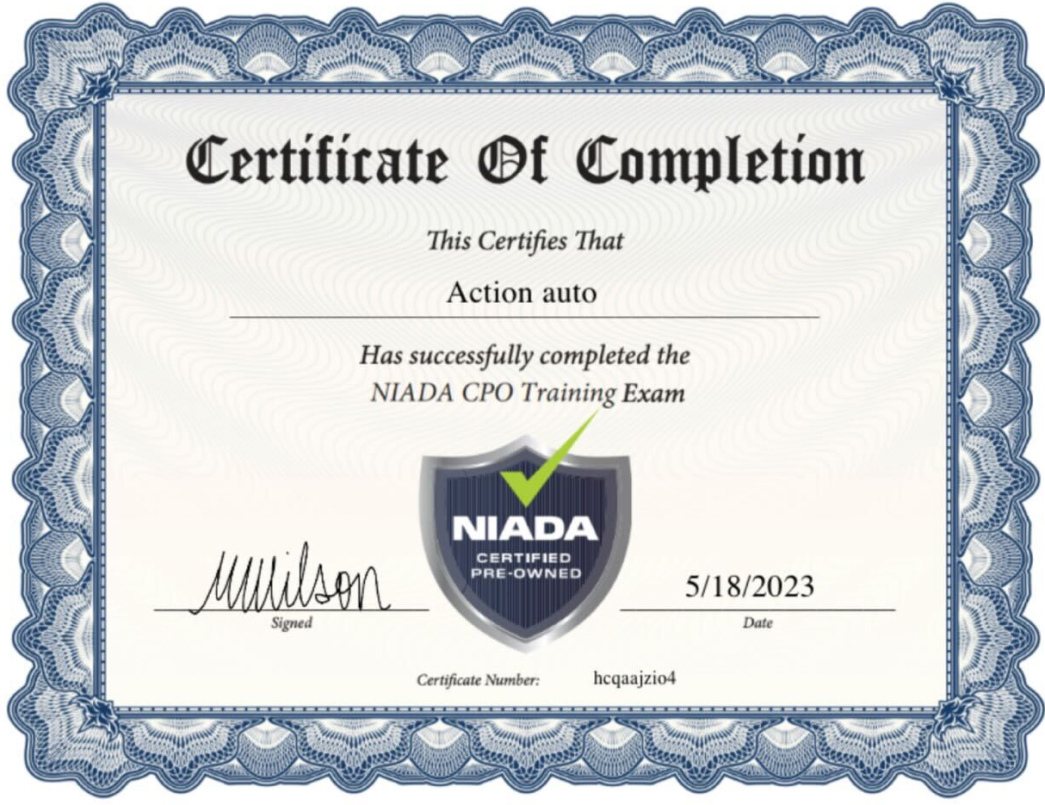 Certificate Of Completion
This Certifies That
Action auto
Has successfully completed the
NIADA CPO Training Exam
NIADA
CERTIFIED
PRE-OWNED
MWilson
5/18/2023
Signed
Date
Certificate Number: hcqaajzio4